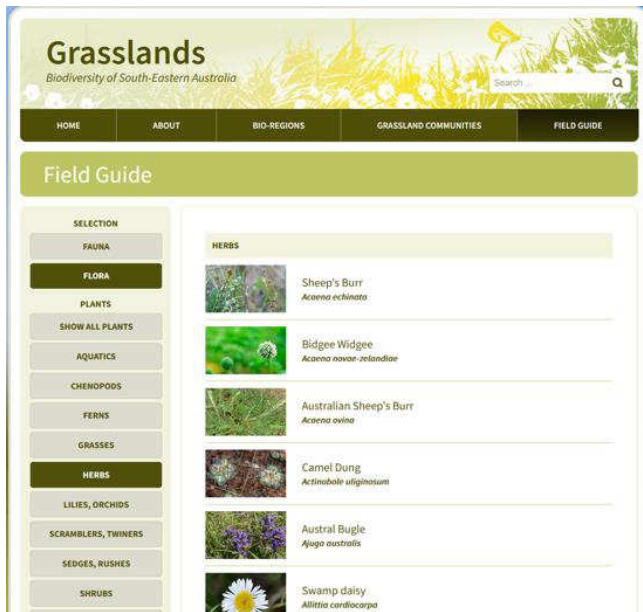 Grasslands
Biodiversity of South-Eastern Australia
Search ...
HOME ABOUT BIO-REGIONS GRASSLAND COMMUNITIES FIELD GUIDE
Field Guide
SELECTION
FAUNA
FLORA
PLANTS
SHOW ALL PLANTS
AQUATICS
CHENOPODS
FERNS
GRASSES
HERBS
LILIES, ORCHIDS
SCRAMBLERS, TWINERS
SEDGES, RUSHES
SHRUBS
HERBS
Sheep's Burr
Acaena echinata
Bidgee Widgee
Acaena novae-zelandiae
Australian Sheep's Burr
Acaena ovina
Camel Dung
Actinobole uliginosum
Austral Bugle
Ajuga australis
Swamp daisy
Allittia cardiocarpa